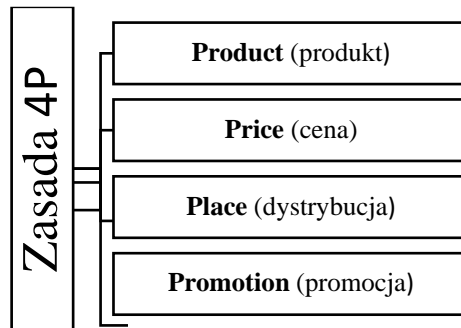 Zasada 4P
Product (produkt)
Price (cena)
Place (dystrybucja)
Promotion (promocja)